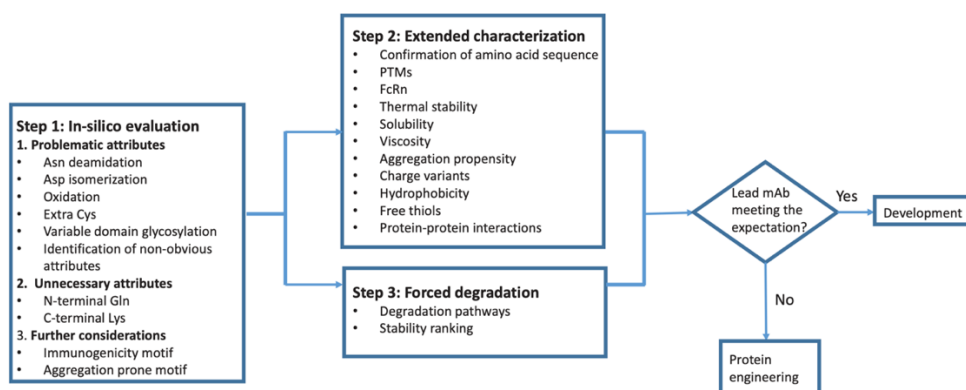 Step 1: In-silico evaluation
1. Problematic attributes
• Asn deamidation
• Asp isomerization
• Oxidation
• Extra Cys
• Variable domain glycosylation
• Identification of non-obvious
attributes
2. Unnecessary attributes
• N-terminal Gln
• C-terminal Lys
3. Further considerations
• Immunogenicity motif
• Aggregation prone motif
Step 2: Extended characterization
• Confirmation of amino acid sequence
• PTMs
• FcRn
• Thermal stability
• Solubility
• Viscosity
• Aggregation propensity
• Charge variants
• Hydrophobicity
• Free thiols
• Protein-protein interactions
Step 3: Forced degradation
• Degradation pathways
• Stability ranking
Lead mAb
meeting the
expectation?
Yes
Development
No
Protein
engineering